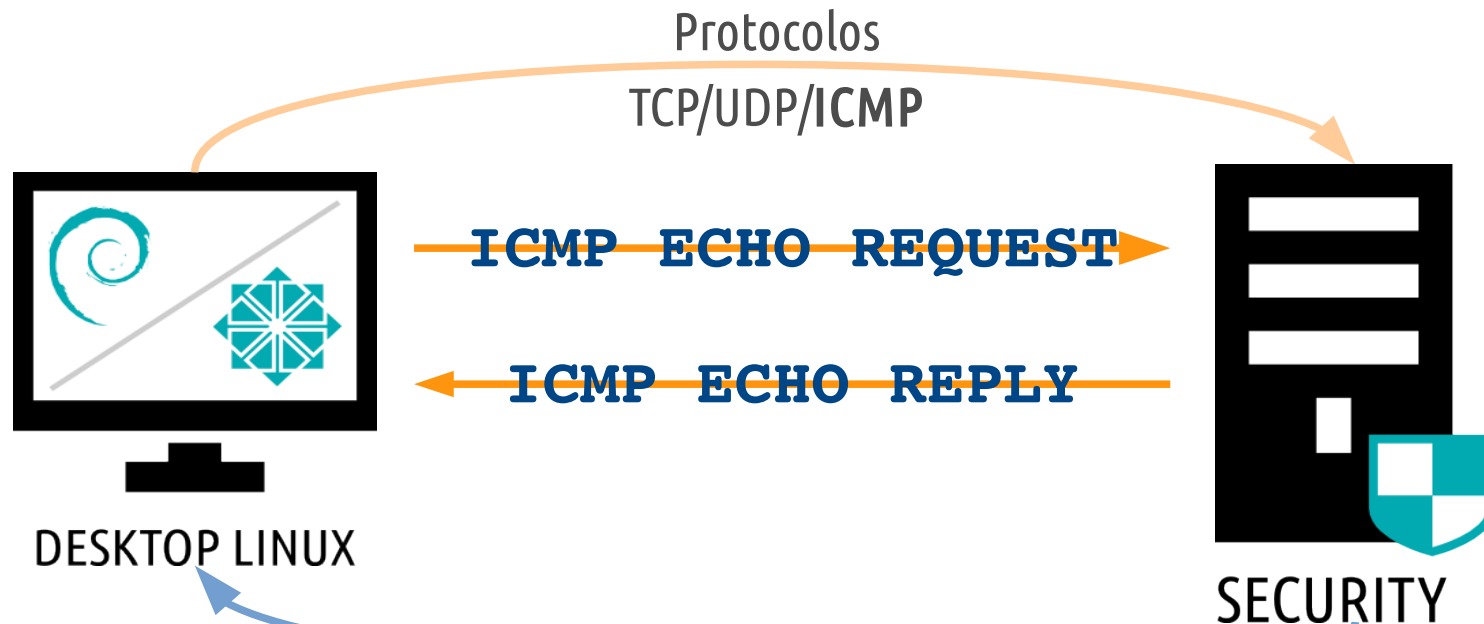 Protocolos
TCP/UDP/ICMP
ICMP ECHO REQUEST
ICMP ECHO REPLY
DESKTOP LINUX
SECURITY